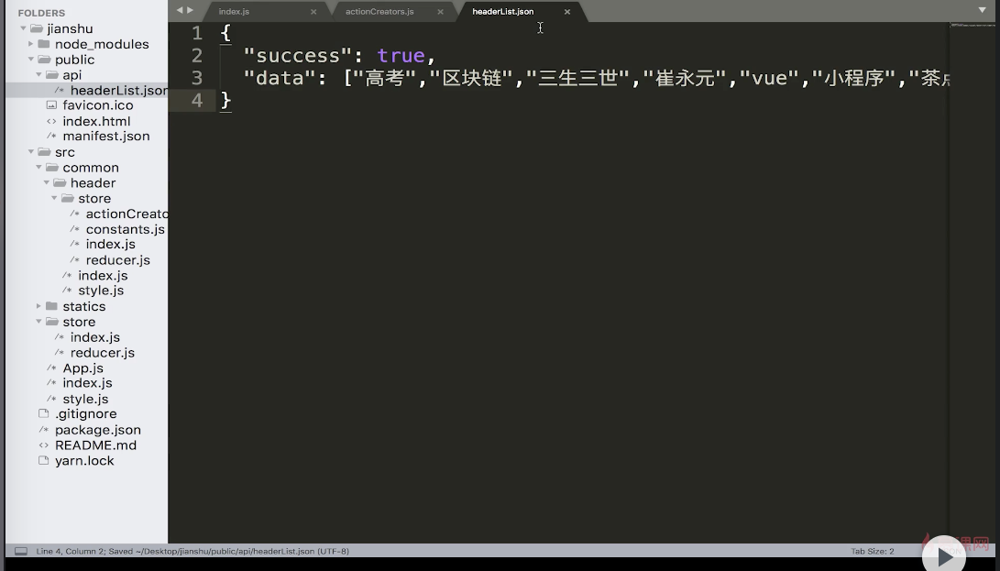 FOLDERS
jianshu
node_modules
public
api
headerList.json
favicon.ico
index.html
manifest.json
src
common
header
store
actionCreato
constants.js
index.js
reducer.js
index.js
style.js
statics
store
index.js
reducer.js
App.js
index.js
style.js
.gitignore
package.json
README.md
yarn.lock
index.js
actionCreators.js
headerList.json
1 {
2 "success": true,
3 "data": ["高考","区块链","三生三世","崔永元","vue","小程序","茶点
4 }
Line 4, Column 2; Saved ~/Desktop/jianshu/public/api/headerList.json (UTF-8)
Tab Size: 2